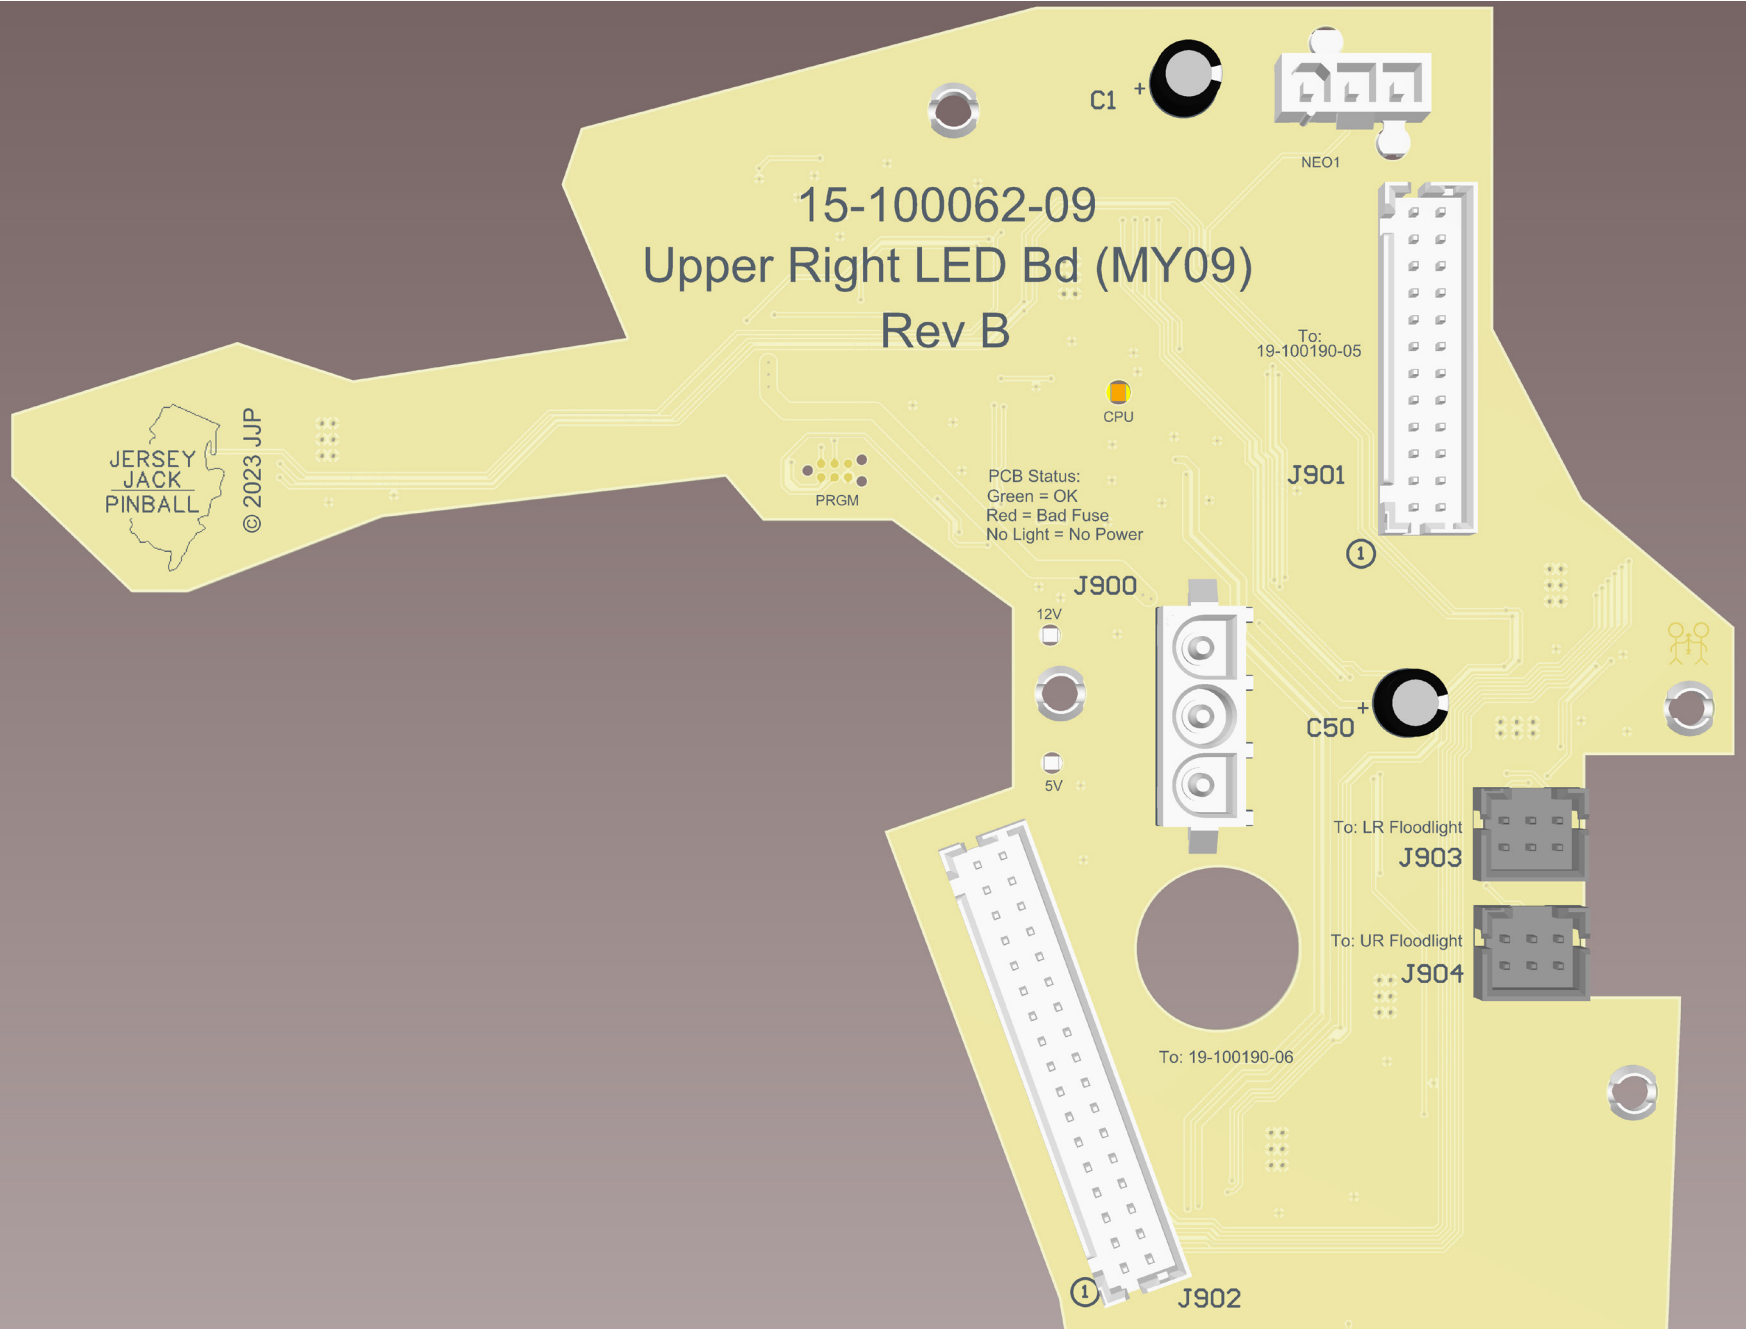 C1
+
NEO1
15-100062-09
Upper Right LED Bd (MY09)
Rev B
To:
19-100190-05
CPU
JERSEY
JACK
PINBALL
© 2023 JJP
PRGM
PCB Status:
Green = OK
Red = Bad Fuse
No Light = No Power
J901
1
J900
12V
C50
+
5V
To: LR Floodlight
J903
To: UR Floodlight
J904
To: 19-100190-06
1
J902